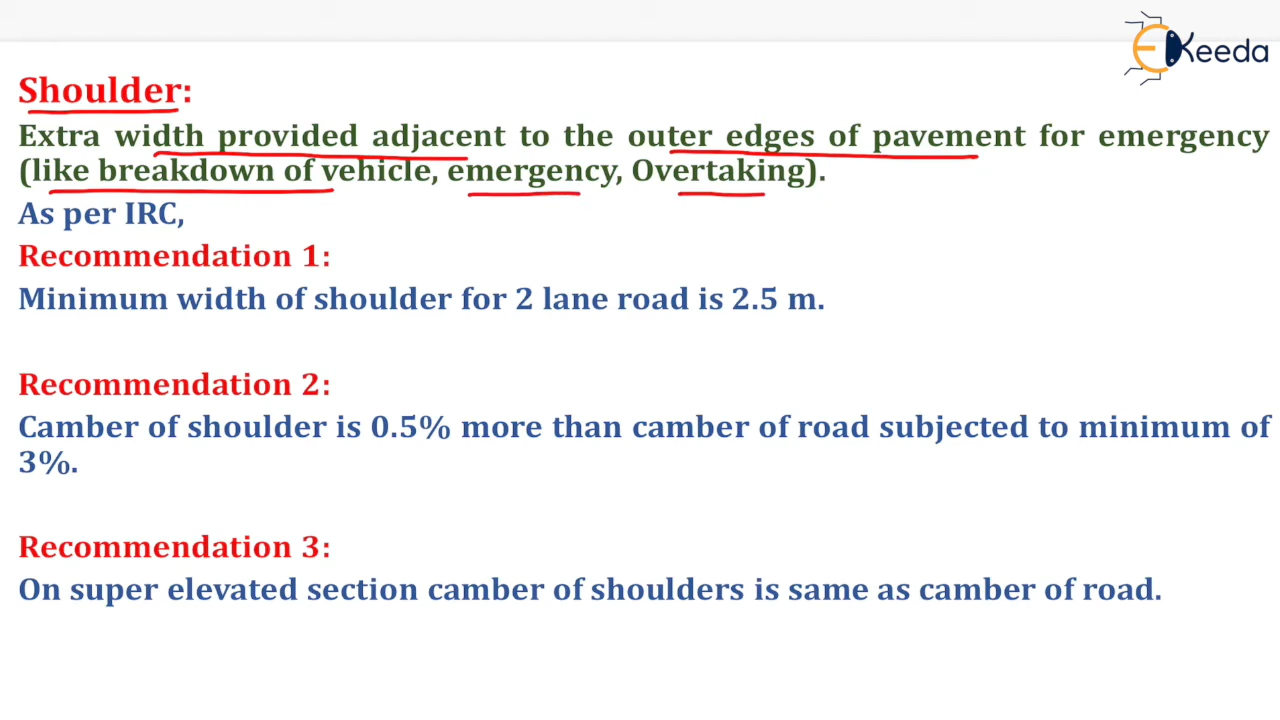 EKeeda
Shoulder:
Extra width provided adjacent to the outer edges of pavement for emergency
(like breakdown of vehicle, emergency, Overtaking).
As per IRC,
Recommendation 1:
Minimum width of shoulder for 2 lane road is 2.5 m.
Recommendation 2:
Camber of shoulder is 0.5% more than camber of road subjected to minimum of
3%.
Recommendation 3:
On super elevated section camber of shoulders is same as camber of road.